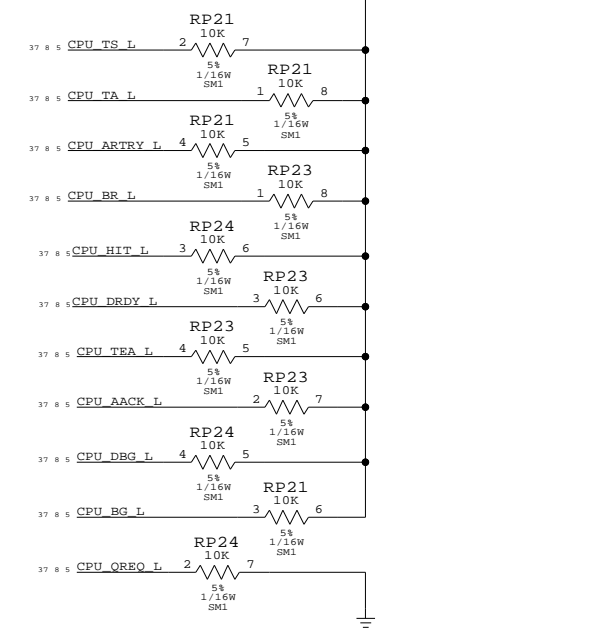 RP21
10K
37 8 5 CPU_TS_L 2 7
5%
1/16W
SM1
RP21
10K
37 8 5 CPU_TA_L 1 8
5%
1/16W
SM1
RP21
10K
37 8 5 CPU_ARTRY_L 4 5
5%
1/16W
SM1
RP23
10K
37 8 5 CPU_BR_L 1 8
5%
1/16W
SM1
RP24
10K
37 8 5 CPU_HIT_L 3 6
5%
1/16W
SM1
RP23
10K
37 8 5 CPU_DRDY_L 3 6
5%
1/16W
SM1
RP23
10K
37 8 5 CPU_TEA_L 4 5
5%
1/16W
SM1
RP23
10K
37 8 5 CPU_AACK_L 2 7
5%
1/16W
SM1
RP24
10K
37 8 5 CPU_DBG_L 4 5
5%
1/16W
SM1
RP21
10K
37 8 5 CPU_BG_L 3 6
5%
1/16W
SM1
RP24
10K
37 8 5 CPU_QREQ_L 2 7
5%
1/16W
SM1